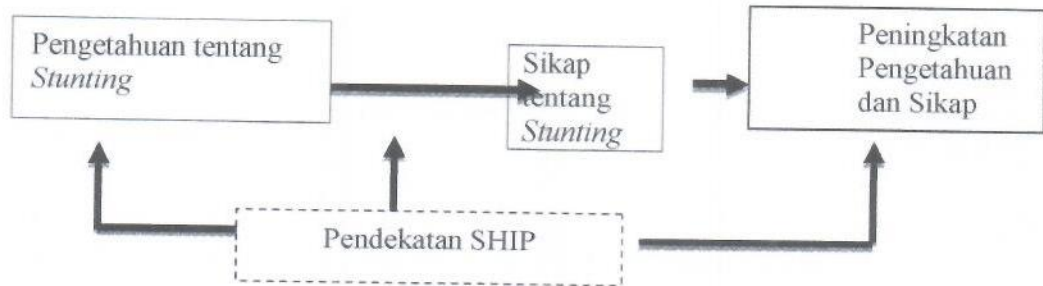 Pengetahuan tentang
Stunting
Sikap
tentang
Stunting
Peningkatan
Pengetahuan
dan Sikap
Pendekatan SHIP